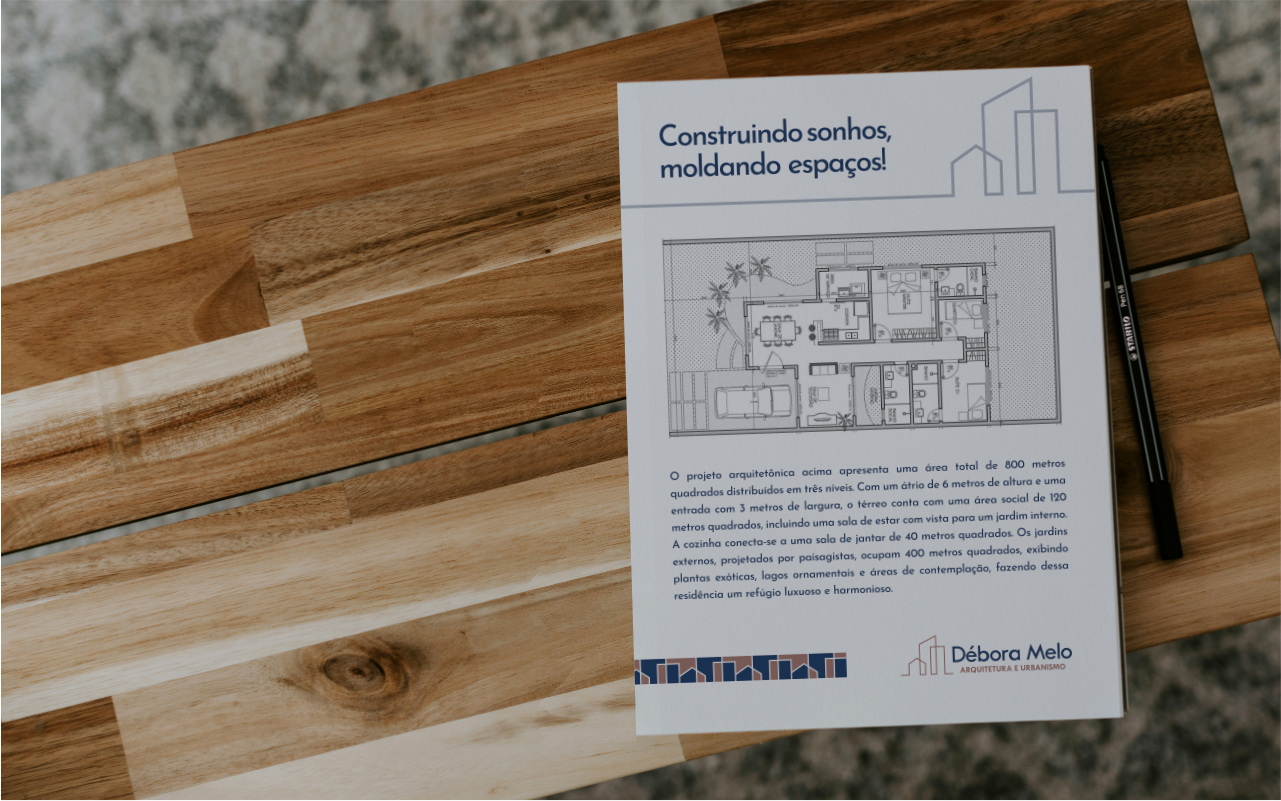 Construindo sonhos,
moldando espaços!
O projeto arquitetônica acima apresenta uma área total de 800 metros
quadrados distribuídos em três níveis. Com um átrio de 6 metros de altura e uma
entrada com 3 metros de largura, o térreo conta com uma área social de 120
metros quadrados, incluindo uma sala de estar com vista para um jardim interno.
A cozinha conecta-se a uma sala de jantar de 40 metros quadrados. Os jardins
externos, projetados por paisagistas, ocupam 400 metros quadrados, exibindo
plantas exóticas, lagos ornamentais e áreas de contemplação, fazendo dessa
residência um refúgio luxuoso e harmonioso.
Débora Melo
ARQUITETURA E URBANISMO
STABILO Pen 68